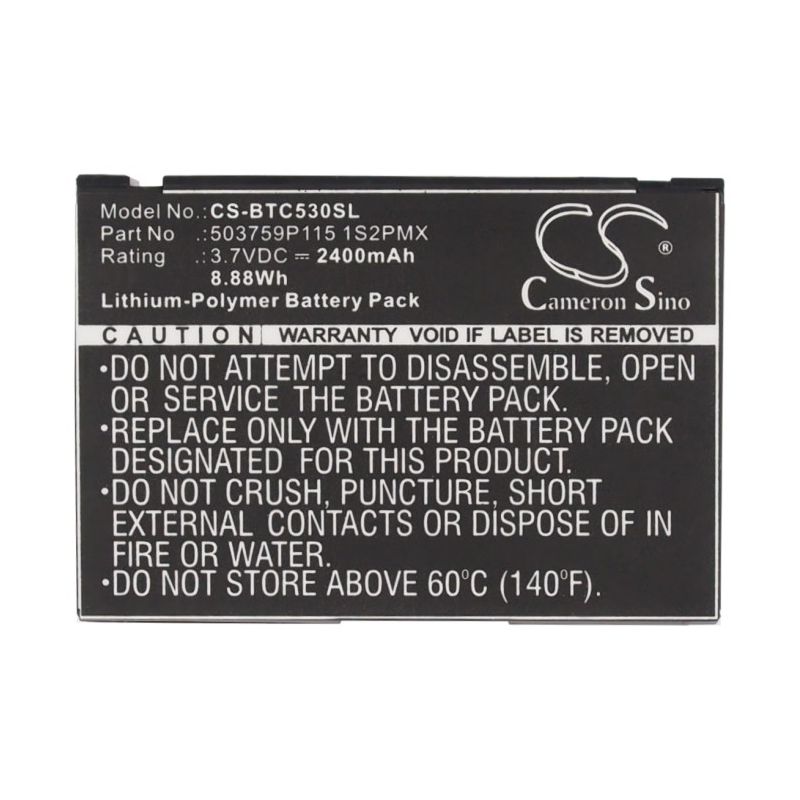 Model No.: CS-BTC530SL
Part No : 503759P115 1S2PMX
Rating : 3.7VDC ⎓ 2400mAh
8.88Wh
Lithium-Polymer Battery Pack
CS
®
Cameron Sino
CAUTION WARRANTY VOID IF LABEL IS REMOVED
•DO NOT ATTEMPT TO DISASSEMBLE, OPEN
OR SERVICE THE BATTERY PACK.
•REPLACE ONLY WITH THE BATTERY PACK
DESIGNATED FOR THIS PRODUCT.
•DO NOT CRUSH, PUNCTURE, SHORT
EXTERNAL CONTACTS OR DISPOSE OF IN
FIRE OR WATER.
•DO NOT STORE ABOVE 60°C (140°F).